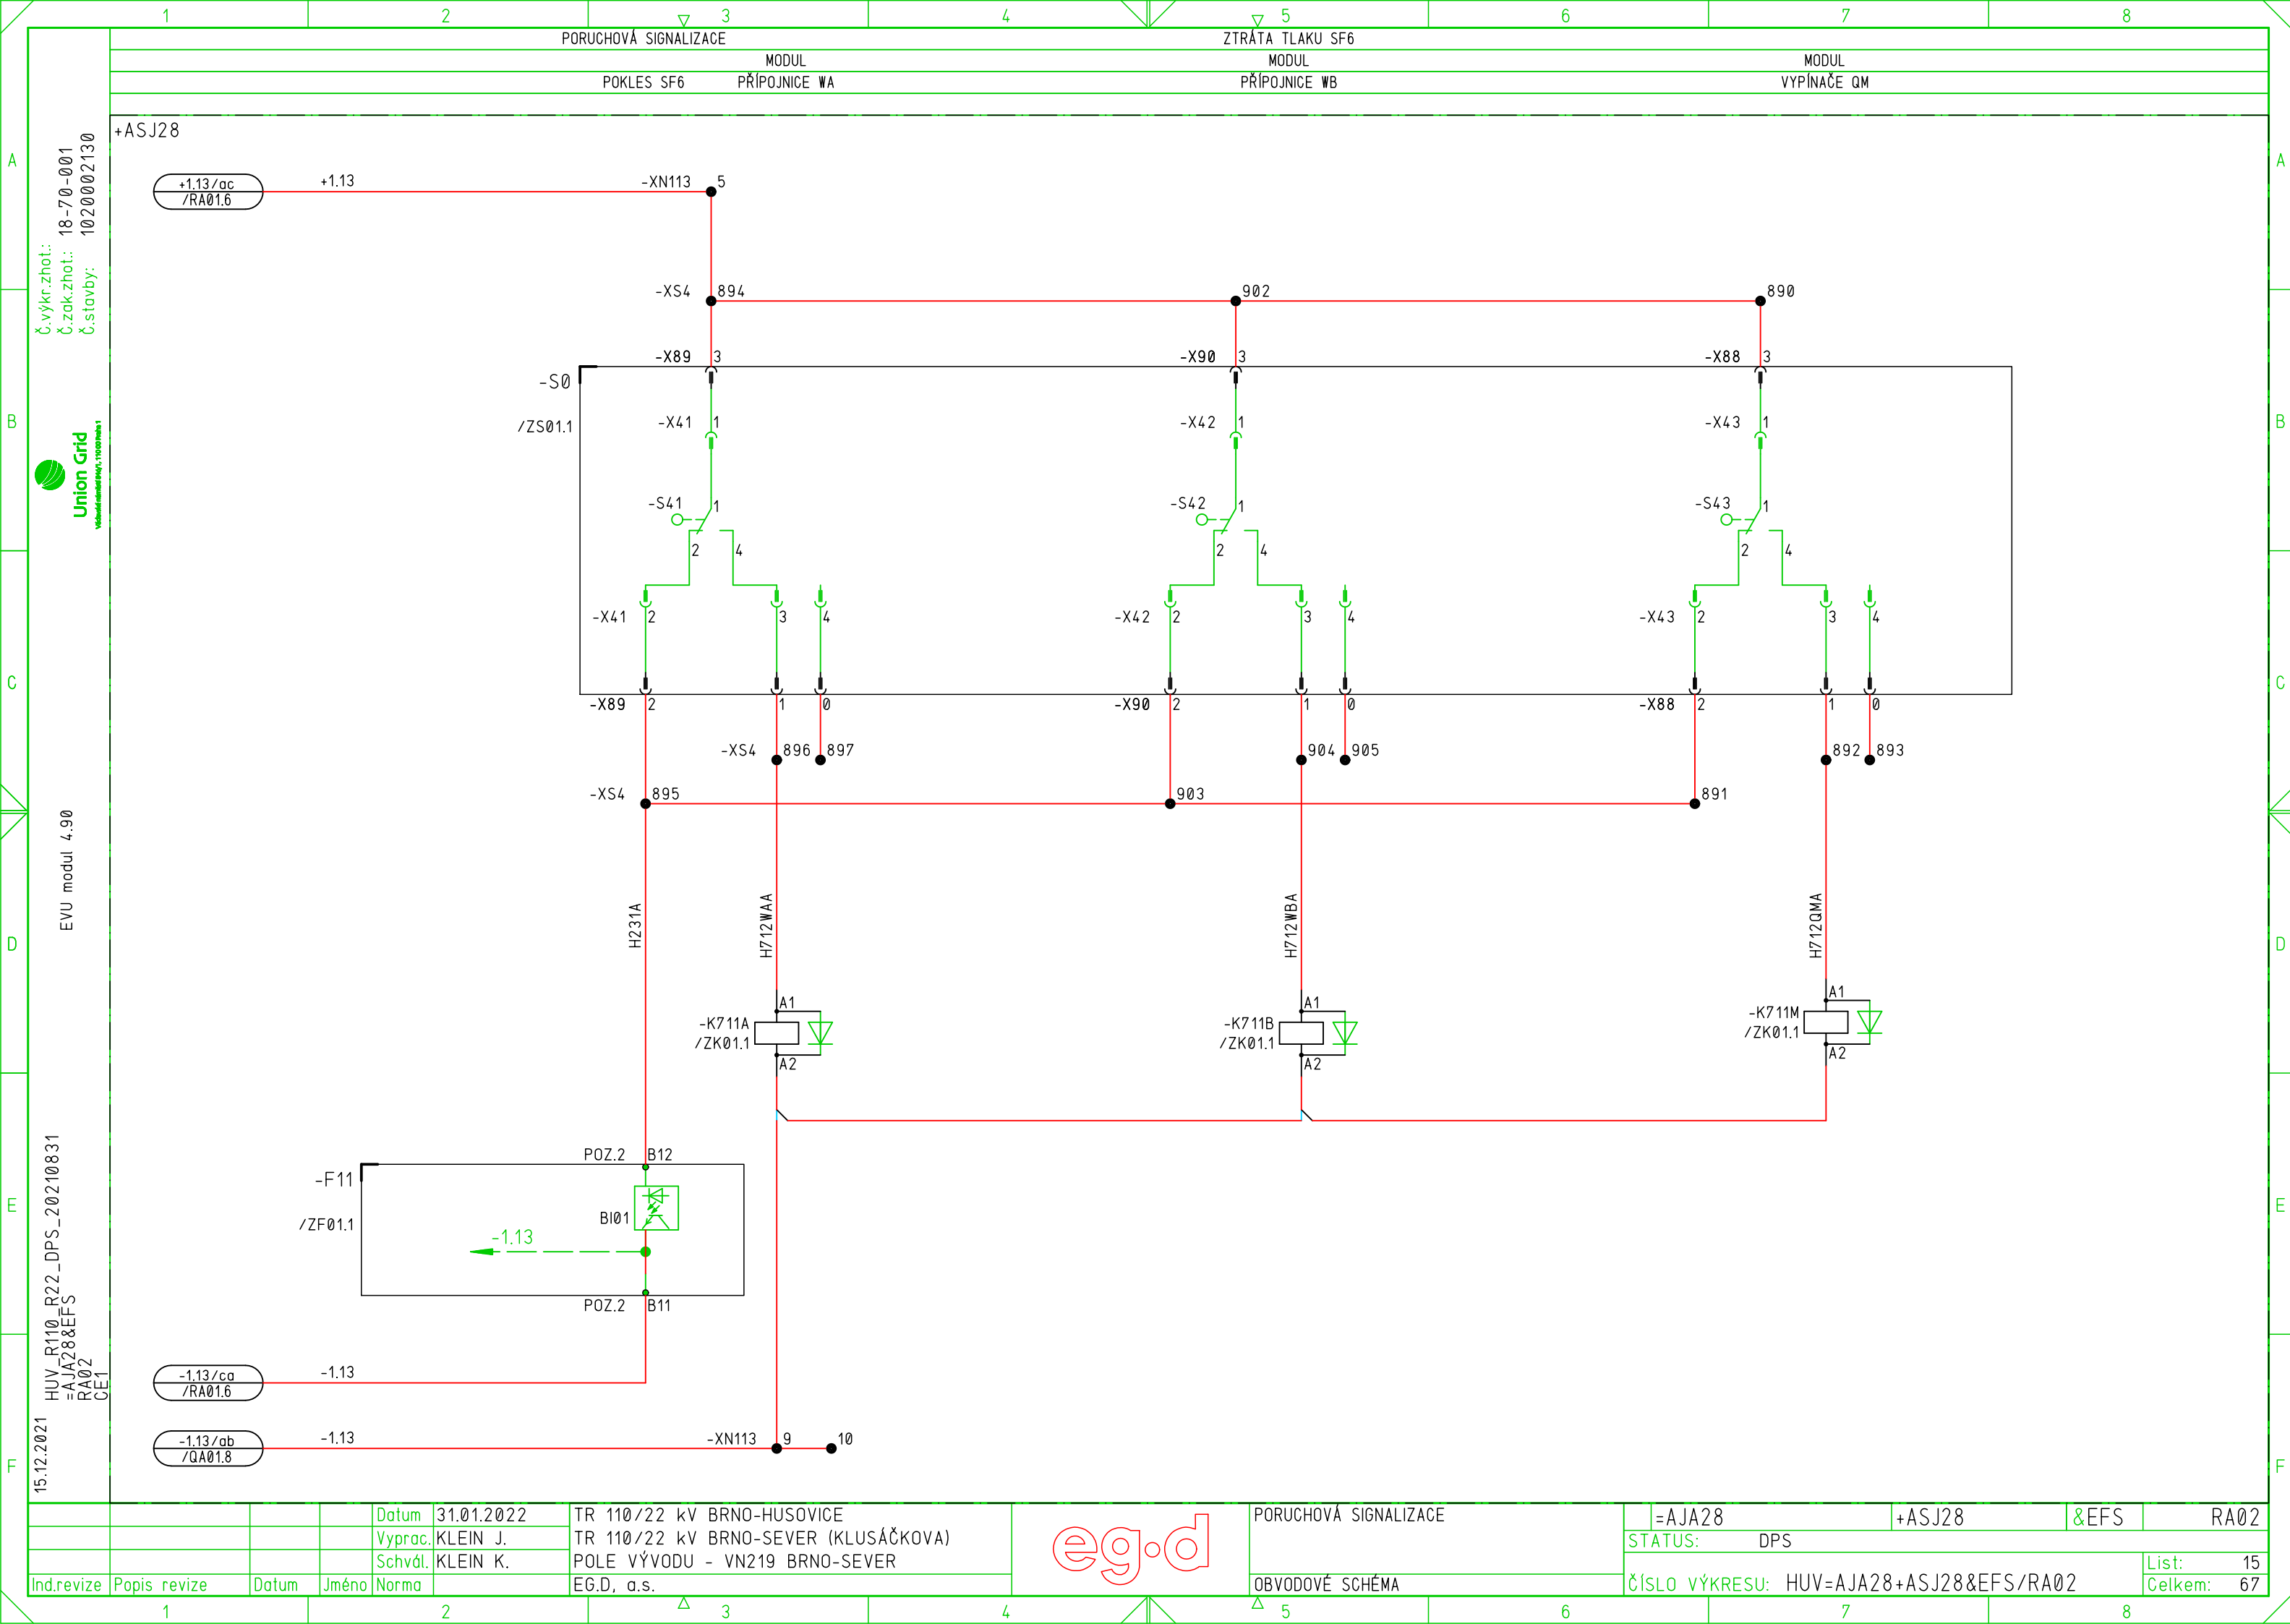 1 2 3 4 5 6 7 8
PORUCHOVÁ SIGNALIZACE
ZTRÁTA TLAKU SF6
MODUL
MODUL
MODUL
POKLES SF6
PŘÍPOJNICE WA
PŘÍPOJNICE WB
VYPÍNAČE QM
+ASJ28
A
A
+1.13/ac
/RA01.6
+1.13
-XN113
5
-XS4
894
902
890
-X89
3
-X90
3
-X88
3
-S0
/ZS01.1
B
B
-X41
1
-X42
1
-X43
1
-S41
1
-S42
1
-S43
1
2
4
2
4
2
4
-X41
2
3
4
-X42
2
3
4
-X43
2
3
4
C
C
-X89
2
1
0
-X90
2
1
0
-X88
2
1
0
-XS4
896
897
904
905
892
893
-XS4
895
903
891
D
D
H231A
H712WAA
H712WBA
H712QMA
-K711A
/ZK01.1
A1
A2
-K711B
/ZK01.1
A1
A2
-K711M
/ZK01.1
A1
A2
E
E
POZ.2
B12
-F11
/ZF01.1
BI01
-1.13
POZ.2
B11
-1.13/ca
/RA01.6
-1.13
-1.13/ab
/QA01.8
-1.13
-XN113
9
10
F
F
Č.výkr.zhot.:
Č.zak.zhot.: 18-70-001
Č.stavby: 10200002130
Union Grid
EVU modul 4.90
HUV_R110_R22_DPS_20210831
=AJA28&EFS
RA02
CE1
15.12.2021
Datum 31.01.2022
Vyprac. KLEIN J.
Schvál. KLEIN K.
Ind.revize Popis revize Datum Jméno Norma
TR 110/22 kV BRNO-HUSOVICE
TR 110/22 kV BRNO-SEVER (KLUSÁČKOVA)
POLE VÝVODU - VN219 BRNO-SEVER
EG.D, a.s.
eg.d
PORUCHOVÁ SIGNALIZACE
OBVODOVÉ SCHÉMA
=AJA28 +ASJ28 &EFS RA02
STATUS: DPS
List: 15
ČÍSLO VÝKRESU: HUV=AJA28+ASJ28&EFS/RA02
Celkem: 67
1 2 3 4 5 6 7 8